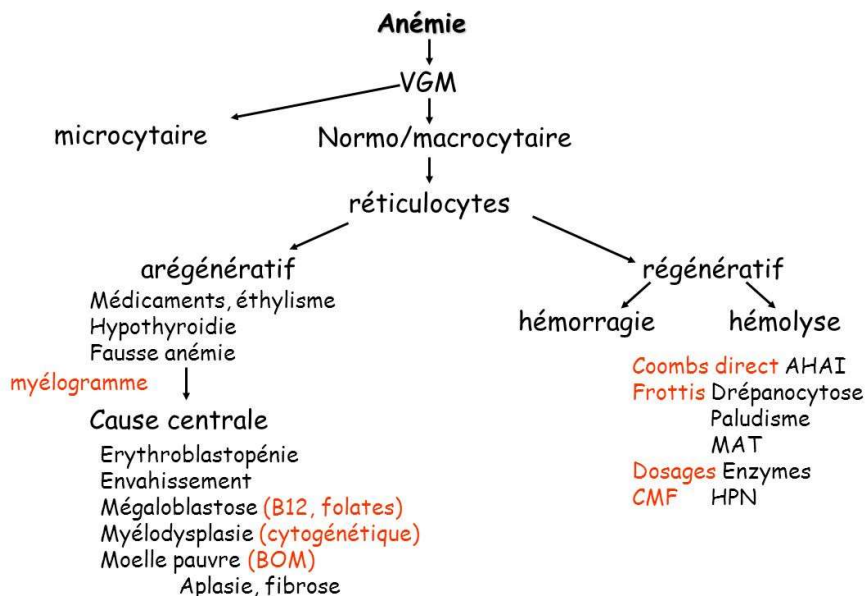 Anémie
VGM
microcytaire
Normo/macrocytaire
réticulocytes
arégénératif
Médicaments, éthylisme
Hypothyroidie
Fausse anémie
myélogramme
Cause centrale
Erythroblastopénie
Envahissement
Mégaloblastose (B12, folates)
Myélodysplasie (cytogénétique)
Moelle pauvre (BOM)
Aplasie, fibrose
régénératif
hémorragie
hémolyse
Coombs direct AHAI
Frottis Drépanocytose
Paludisme
MAT
Dosages Enzymes
CMF HPN